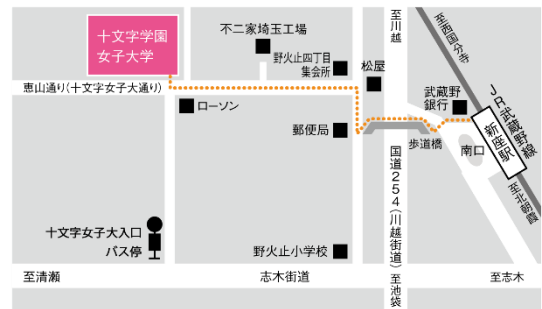 十文字学園
女子大学
不二家埼玉工場
野火止四丁目
集会所
松屋
至川越
至西国分寺
JR武蔵野線
恵山通り(十文字女子大通り)
ローソン
武蔵野
銀行
新座駅
郵便局
歩道橋
南口
国道254(川越街道)
至北朝霞
十文字女子大入口
バス停
野火止小学校
至清瀬
志木街道
至池袋
至志木